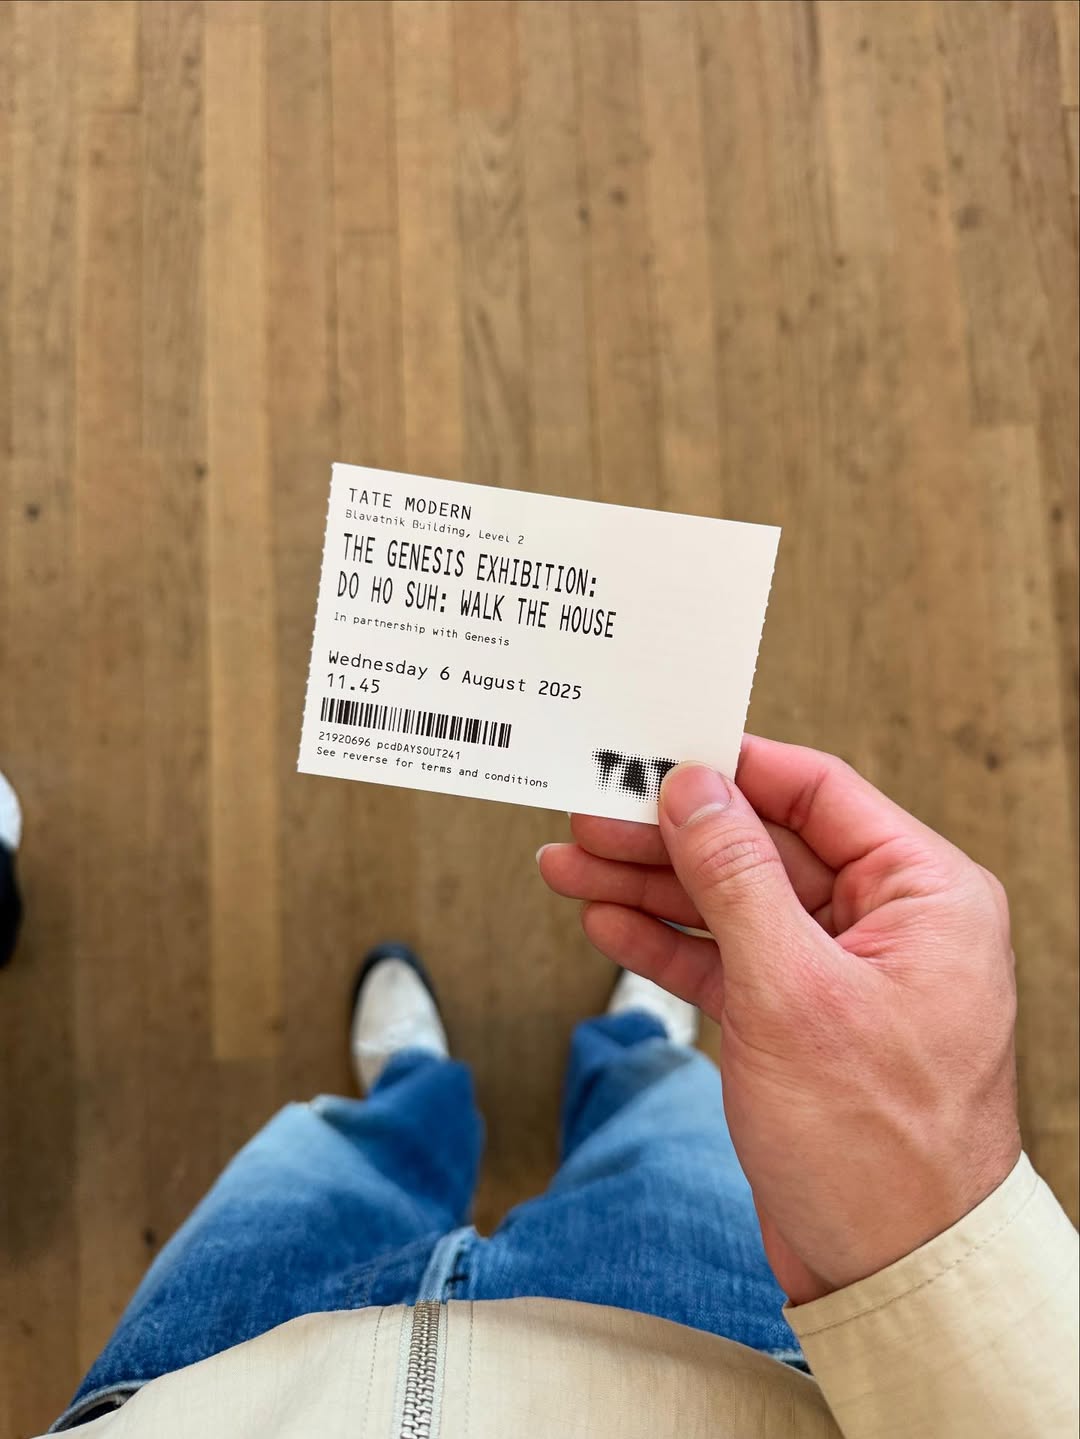 TATE MODERN
Blavatnik Building, Level 2
THE GENESIS EXHIBITION:
DO HO SUH: WALK THE HOUSE
In partnership with Genesis
Wednesday 6 August 2025
11.45
21920696 pcdDAYSOUT241
See reverse for terms and conditions